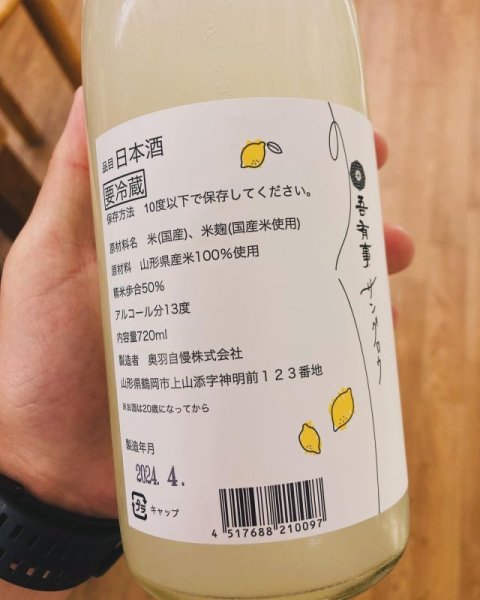 品目 日本酒
要冷蔵
保存方法 10度以下で保存してください。
原材料名 米(国産)、米麹(国産米使用)
原材料 山形県産米100%使用
精米歩合50%
アルコール分13度
内容量720ml
製造者 奥羽自慢株式会社
山形県鶴岡市上山添字神明前123番地
※お酒は20歳になってから
製造年月
2024. 4.
プラ キャップ
4 517688 210097
吾有事
サングロウ